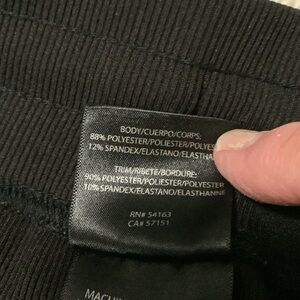 BODY/CUERPO/CORPS:
88% POLYESTER/POLIESTER/POLYES
12% SPANDEX/ELASTANO/ELASTHA
TRIM/RIBETE/BORDURE:
90% POLYESTER/POLIESTER/POLYESTER
10% SPANDEX/ELASTANO/ELASTHANNE
RN# 54163
CA# 57151